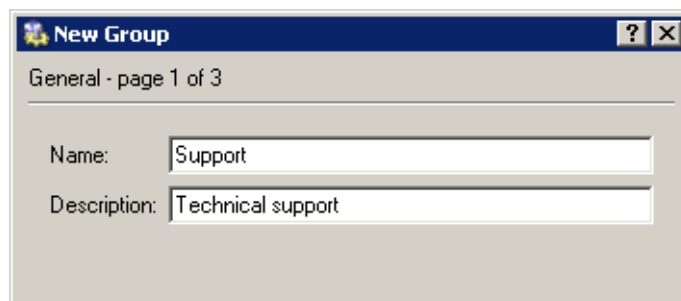 New Group
General - page 1 of 3
Name: Support
Description: Technical support